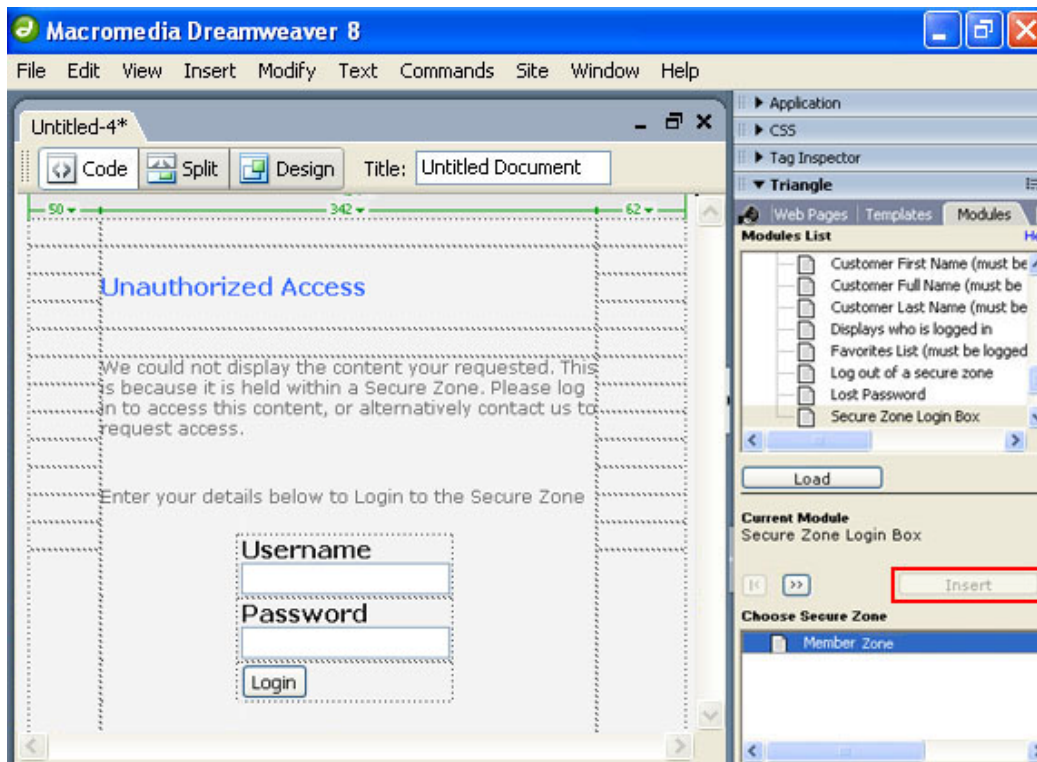 Macromedia Dreamweaver 8
File Edit View Insert Modify Text Commands Site Window Help
Untitled-4*
Code Split Design Title: Untitled Document
50 342 62
Unauthorized Access
We could not display the content your requested. This
is because it is held within a Secure Zone. Please log
in to access this content, or alternatively contact us to
request access.
Enter your details below to Login to the Secure Zone
Username
Password
Login
Application
CSS
Tag Inspector
Triangle
Web Pages Templates Modules
Modules List
Customer First Name (must be
Customer Full Name (must be
Customer Last Name (must be
Displays who is logged in
Favorites List (must be logged
Log out of a secure zone
Lost Password
Secure Zone Login Box
Load
Current Module
Secure Zone Login Box
Insert
Choose Secure Zone
Member Zone